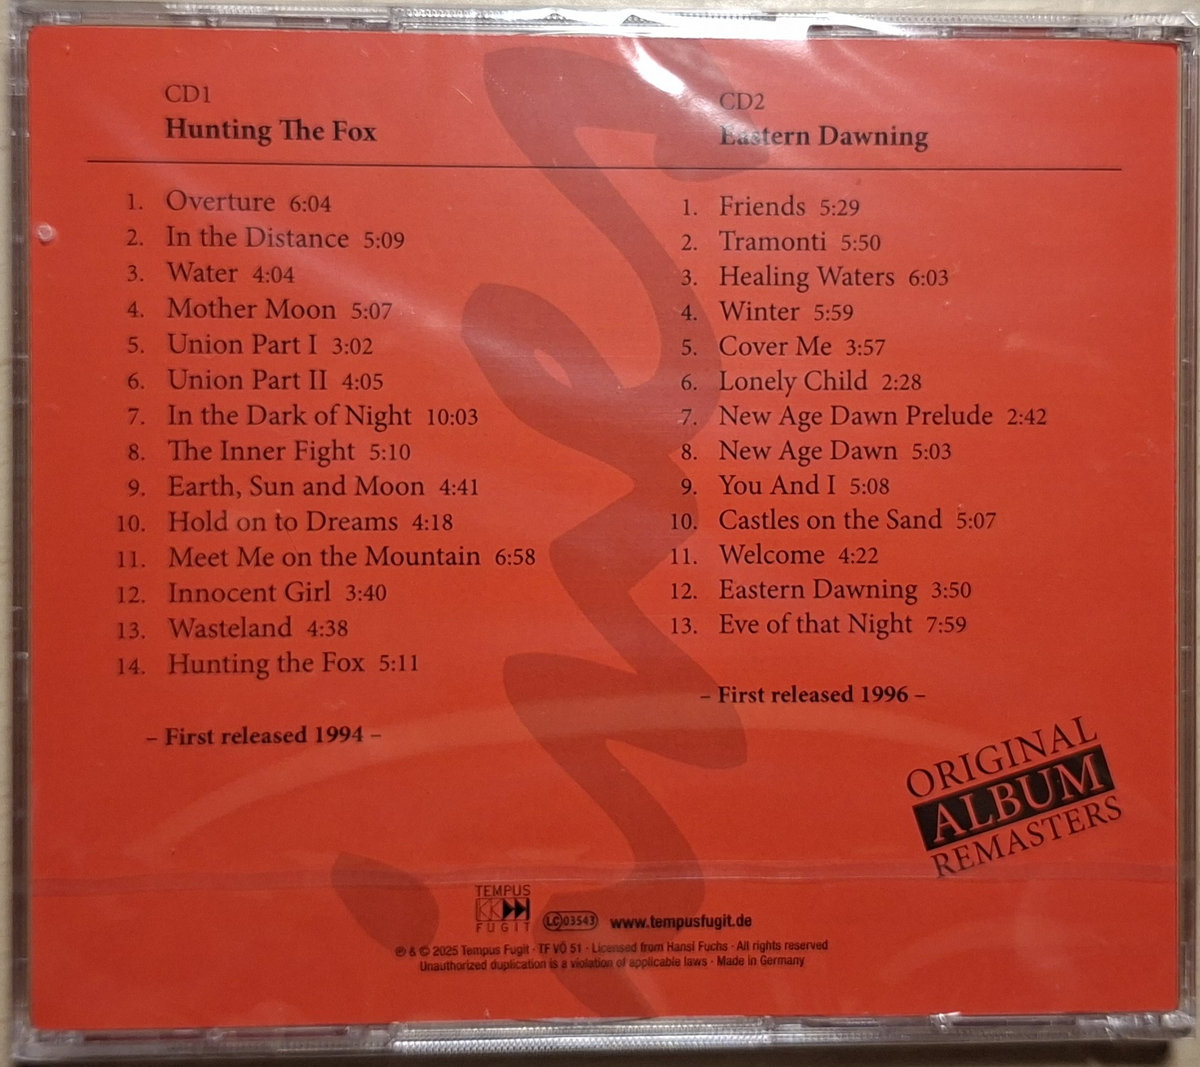 CD1
Hunting The Fox
1. Overture 6:04
2. In the Distance 5:09
3. Water 4:04
4. Mother Moon 5:07
5. Union Part I 3:02
6. Union Part II 4:05
7. In the Dark of Night 10:03
8. The Inner Fight 5:10
9. Earth, Sun and Moon 4:41
10. Hold on to Dreams 4:18
11. Meet Me on the Mountain 6:58
12. Innocent Girl 3:40
13. Wasteland 4:38
14. Hunting the Fox 5:11
– First released 1994 –
CD2
Eastern Dawning
1. Friends 5:29
2. Tramonti 5:50
3. Healing Waters 6:03
4. Winter 5:59
5. Cover Me 3:57
6. Lonely Child 2:28
7. New Age Dawn Prelude 2:42
8. New Age Dawn 5:03
9. You And I 5:08
10. Castles on the Sand 5:07
11. Welcome 4:22
12. Eastern Dawning 3:50
13. Eve of that Night 7:59
– First released 1996 –
ORIGINAL
ALBUM
REMASTERS
TEMPUS
FUGIT
LC 03543 www.tempusfugit.de
℗ & © 2025 Tempus Fugit · TF VÖ 51 · Licensed from Hansi Fuchs · All rights reserved
Unauthorized duplication is a violation of applicable laws · Made in Germany